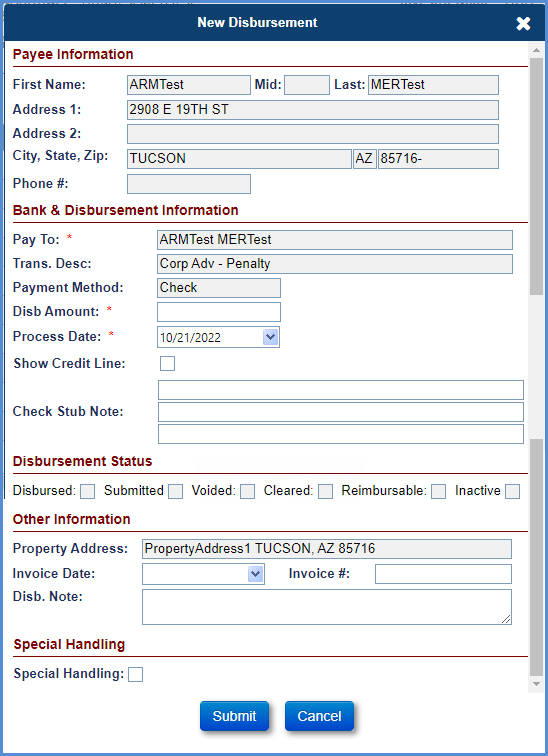 New Disbursement
Payee Information
First Name: ARMTest Mid: Last: MERTest
Address 1: 2908 E 19TH ST
Address 2:
City, State, Zip: TUCSON AZ 85716-
Phone #:
Bank & Disbursement Information
Pay To: * ARMTest MERTest
Trans. Desc: Corp Adv - Penalty
Payment Method: Check
Disb Amount: *
Process Date: * 10/21/2022
Show Credit Line:
Check Stub Note:
Disbursement Status
Disbursed: Submitted Voided: Cleared: Reimbursable: Inactive
Other Information
Property Address: PropertyAddress1 TUCSON, AZ 85716
Invoice Date: Invoice #:
Disb. Note:
Special Handling
Special Handling:
Submit Cancel